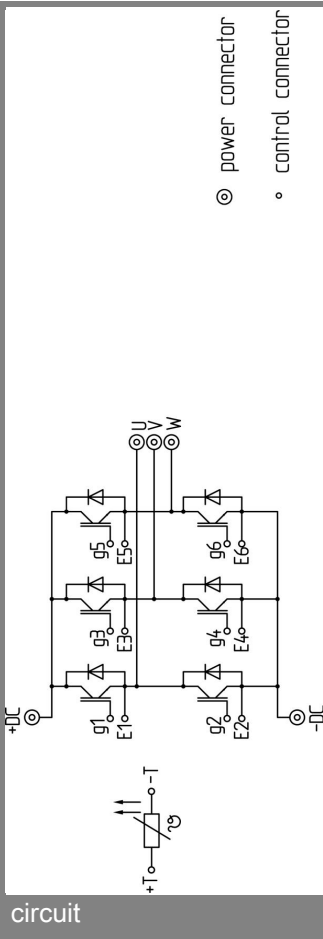 power connector
control connector
U
V
W
g5
E5
g6
E6
g3
E3
g4
E4
+DC
g1
E1
g2
E2
-DC
-T
ϑ
+T
circuit